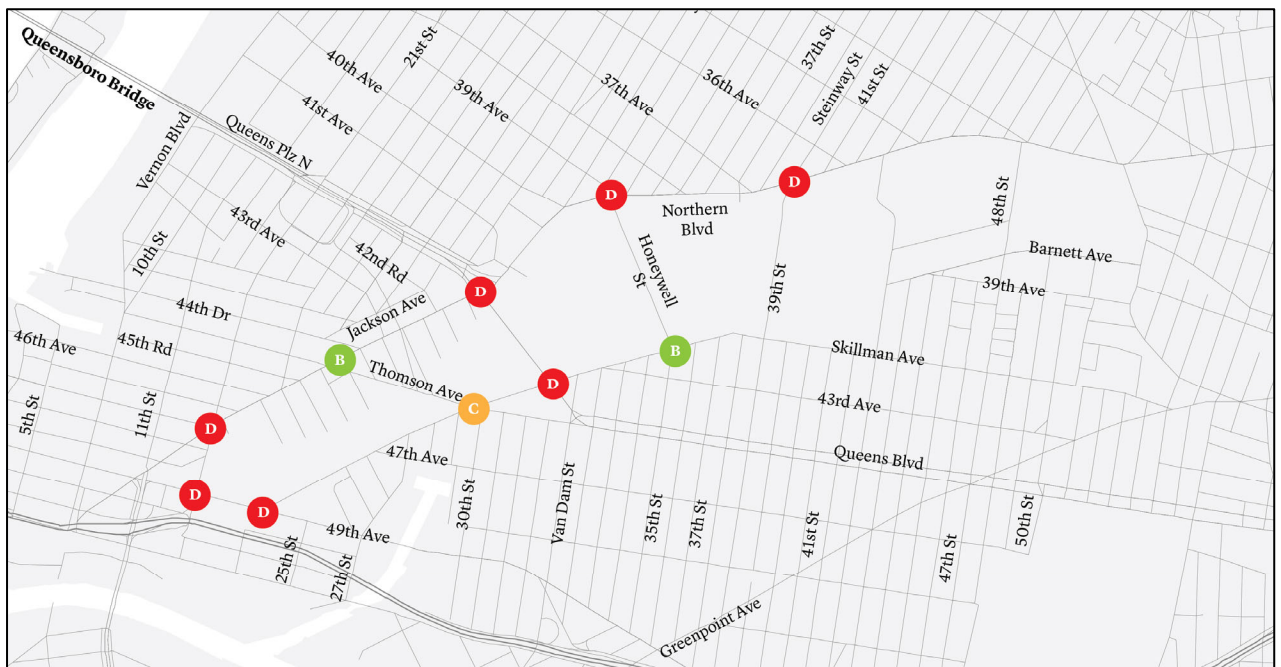 Queensboro Bridge
40th Ave
21st St
39th Ave
37th Ave
36th Ave
37th St
Steinway St
41st St
41st Ave
Queens Plz N
Vernon Blvd
D
D
48th St
Northern
Blvd
43rd Ave
42nd Rd
10th St
Honeywell
St
39th St
Barnett Ave
39th Ave
D
44th Dr
Jackson Ave
46th Ave
45th Rd
B
B
Skillman Ave
Thomson Ave
D
43rd Ave
C
5th St
11th St
D
47th Ave
Queens Blvd
D
D
30th St
Van Dam St
35th St
37th St
41st St
50th St
49th Ave
25th St
27th St
47th St
Greenpoint Ave